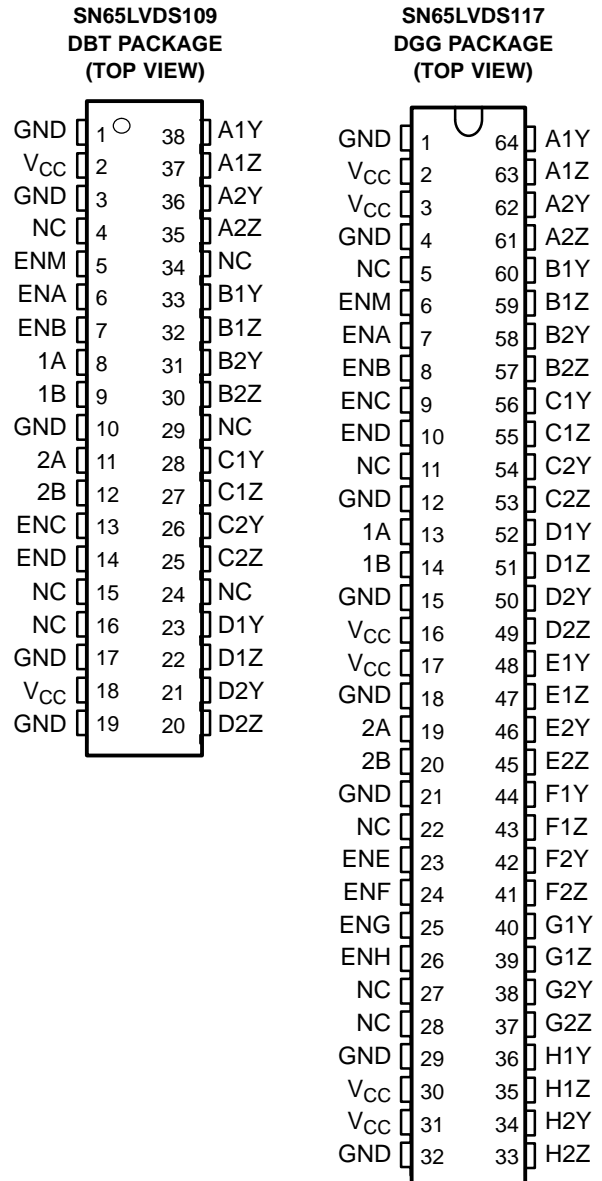 SN65LVDS109
DBT PACKAGE
(TOP VIEW)
GND 1 38 A1Y
VCC 2 37 A1Z
GND 3 36 A2Y
NC 4 35 A2Z
ENM 5 34 NC
ENA 6 33 B1Y
ENB 7 32 B1Z
1A 8 31 B2Y
1B 9 30 B2Z
GND 10 29 NC
2A 11 28 C1Y
2B 12 27 C1Z
ENC 13 26 C2Y
END 14 25 C2Z
NC 15 24 NC
NC 16 23 D1Y
GND 17 22 D1Z
VCC 18 21 D2Y
GND 19 20 D2Z
SN65LVDS117
DGG PACKAGE
(TOP VIEW)
GND 1 64 A1Y
VCC 2 63 A1Z
VCC 3 62 A2Y
GND 4 61 A2Z
NC 5 60 B1Y
ENM 6 59 B1Z
ENA 7 58 B2Y
ENB 8 57 B2Z
ENC 9 56 C1Y
END 10 55 C1Z
NC 11 54 C2Y
GND 12 53 C2Z
1A 13 52 D1Y
1B 14 51 D1Z
GND 15 50 D2Y
VCC 16 49 D2Z
VCC 17 48 E1Y
GND 18 47 E1Z
2A 19 46 E2Y
2B 20 45 E2Z
GND 21 44 F1Y
NC 22 43 F1Z
ENE 23 42 F2Y
ENF 24 41 F2Z
ENG 25 40 G1Y
ENH 26 39 G1Z
NC 27 38 G2Y
NC 28 37 G2Z
GND 29 36 H1Y
VCC 30 35 H1Z
VCC 31 34 H2Y
GND 32 33 H2Z